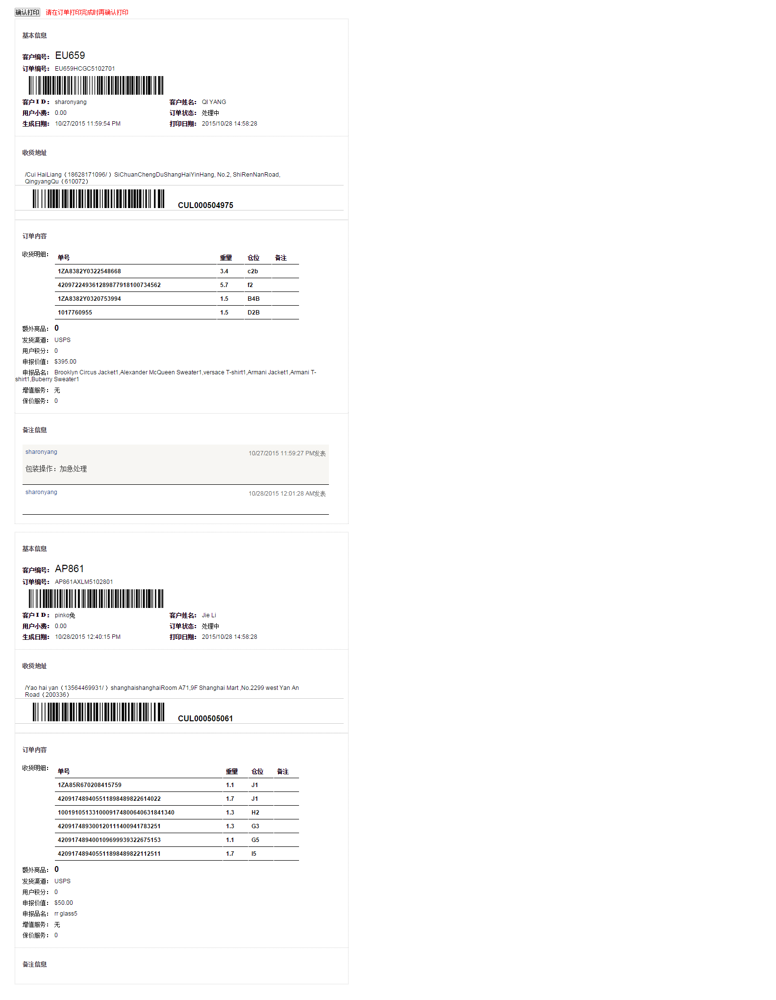 确认打印 请在订单打印完成时再确认打印
基本信息
客户编号： EU659
订单编号： EU659HCGC5102701
客户ＩＤ： sharonyang 客户姓名： QI YANG
用户小费： 0.00 订单状态： 处理中
生成日期： 10/27/2015 11:59:54 PM 打印日期： 2015/10/28 14:58:28
收货地址
/Cui HaiLiang（18628171096/ ）SiChuanChengDuShangHaiYinHang, No.2, ShiRenNanRoad,
QingyangQu（610072）
CUL000504975
订单内容
收货明细： 单号 重量 仓位 备注
1ZA8382Y0322548668 3.4 c2b
420972249361289877918100734562 5.7 f2
1ZA8382Y0320753994 1.5 B4B
1017760955 1.5 D2B
额外商品： 0
发货渠道： USPS
用户积分： 0
申报价值： $395.00
申报品名： Brooklyn Circus Jacket1,Alexander McQueen Sweater1,versace T-shirt1,Armani Jacket1,Armani T-
shirt1,Buberry Sweater1
增值服务： 无
保价服务： 0
备注信息
sharonyang 10/27/2015 11:59:27 PM发表
包装操作：加急处理
sharonyang 10/28/2015 12:01:28 AM发表
基本信息
客户编号： AP861
订单编号： AP861AXLM5102801
客户ＩＤ： pinko兔 客户姓名： Jie Li
用户小费： 0.00 订单状态： 处理中
生成日期： 10/28/2015 12:40:15 PM 打印日期： 2015/10/28 14:58:28
收货地址
/Yao hai yan（13564469931/ ）shanghaishanghaiRoom A71,9F Shanghai Mart ,No.2299 west Yan An
Road（200336）
CUL000505061
订单内容
收货明细： 单号 重量 仓位 备注
1ZA85R670208415759 1.1 J1
420917489405511898489822614022 1.7 J1
1001910513310009174800640631841340 1.3 H2
420917489300120111400941783251 1.3 G3
420917489400109699939322675153 1.1 G5
420917489405511898489822112511 1.7 I5
额外商品： 0
发货渠道： USPS
用户积分： 0
申报价值： $50.00
申报品名： rr glass5
增值服务： 无
保价服务： 0
备注信息